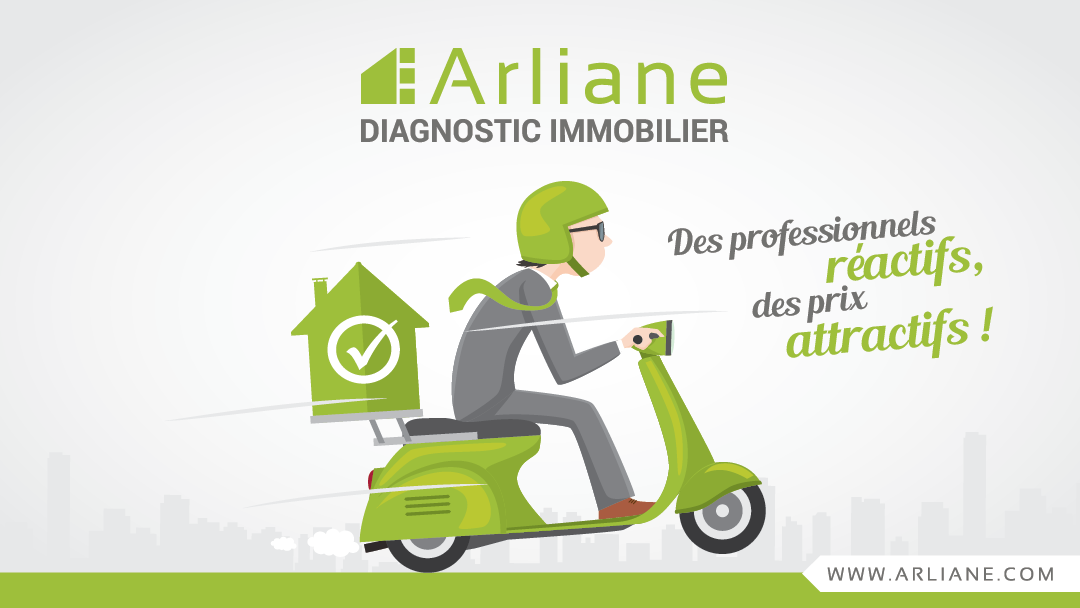 Arliane
DIAGNOSTIC IMMOBILIER
Des professionnels
réactifs,
des prix
attractifs !
WWW.ARLIANE.COM